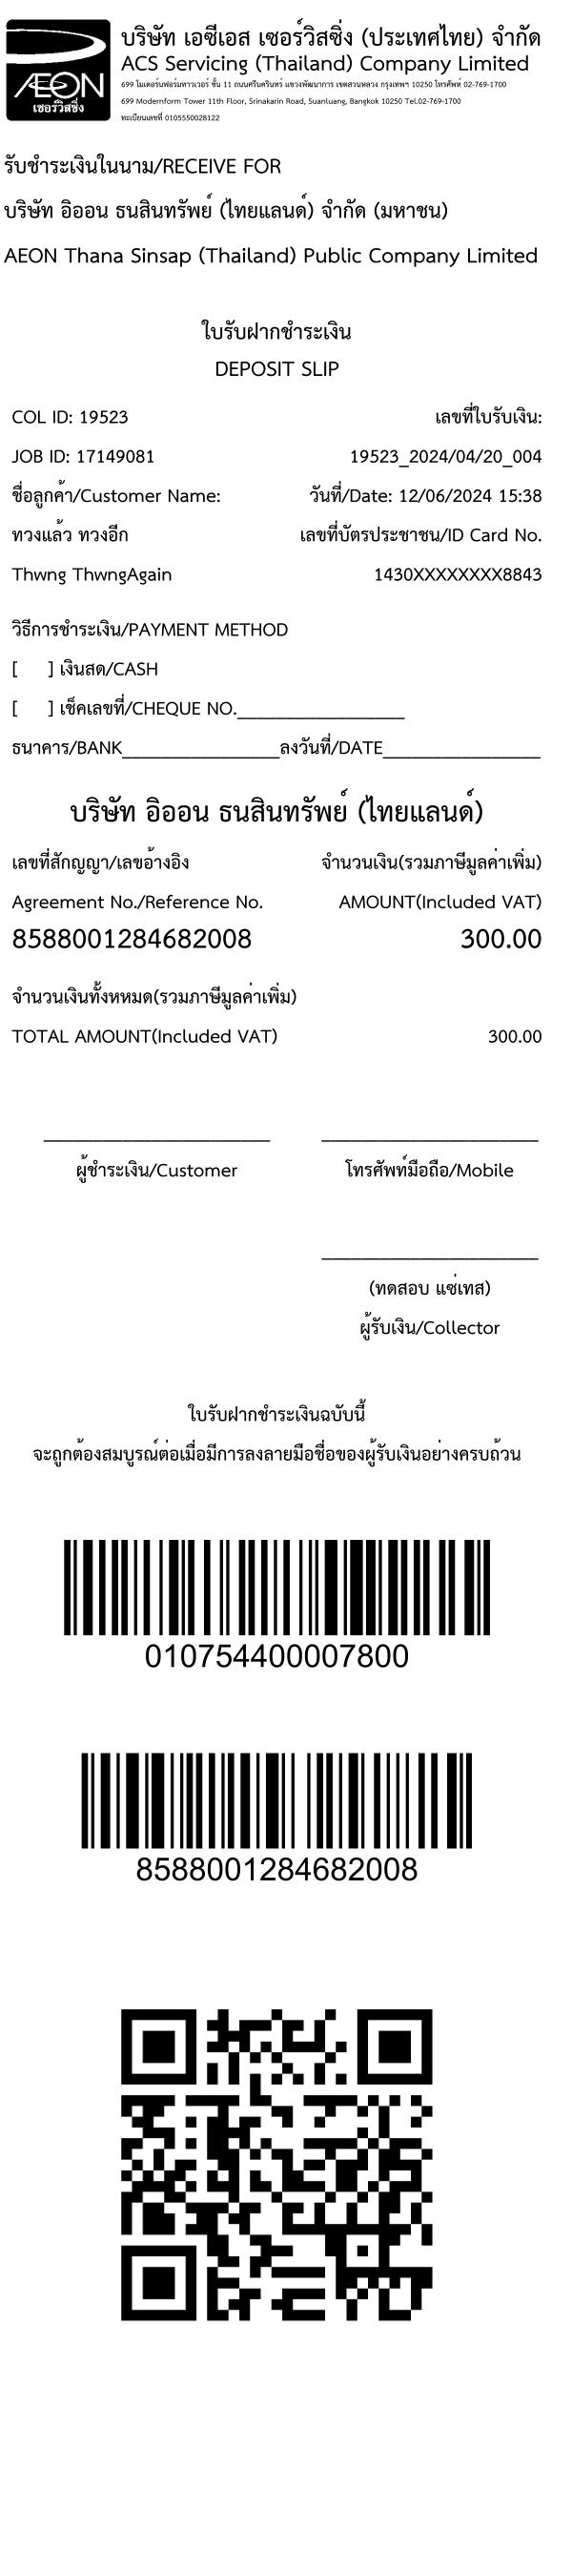 AEON
เซอร์วิสซิ่ง
บริษัท เอซีเอส เซอร์วิสซิ่ง (ประเทศไทย) จำกัด
ACS Servicing (Thailand) Company Limited
699 โมเดอร์นฟอร์มทาวเวอร์ ชั้น 11 ถนนศรีนครินทร์ แขวงพัฒนาการ เขตสวนหลวง กรุงเทพฯ 10250 โทรศัพท์ 02-769-1700
699 Modernform Tower 11th Floor, Srinakarin Road, Suanluang, Bangkok 10250 Tel.02-769-1700
ทะเบียนเลขที่ 0105550028122
รับชำระเงินในนาม/RECEIVE FOR
บริษัท อิออน ธนสินทรัพย์ (ไทยแลนด์) จำกัด (มหาชน)
AEON Thana Sinsap (Thailand) Public Company Limited
ใบรับฝากชำระเงิน
DEPOSIT SLIP
COL ID: 19523 เลขที่ใบรับเงิน:
JOB ID: 17149081 19523_2024/04/20_004
ชื่อลูกค้า/Customer Name: วันที่/Date: 12/06/2024 15:38
ทวงแล้ว ทวงอีก เลขที่บัตรประชาชน/ID Card No.
Thwng ThwngAgain 1430XXXXXXXX8843
วิธีการชำระเงิน/PAYMENT METHOD
[ ] เงินสด/CASH
[ ] เช็คเลขที่/CHEQUE NO.________________
ธนาคาร/BANK________________ลงวันที่/DATE________________
บริษัท อิออน ธนสินทรัพย์ (ไทยแลนด์)
เลขที่สัญญา/เลขอ้างอิง จำนวนเงิน(รวมภาษีมูลค่าเพิ่ม)
Agreement No./Reference No. AMOUNT(Included VAT)
8588001284682008 300.00
จำนวนเงินทั้งหหมด(รวมภาษีมูลค่าเพิ่ม)
TOTAL AMOUNT(Included VAT) 300.00
ผู้ชำระเงิน/Customer โทรศัพท์มือถือ/Mobile
(ทดสอบ แซ่เทส)
ผู้รับเงิน/Collector
ใบรับฝากชำระเงินฉบับนี้
จะถูกต้องสมบูรณ์ต่อเมื่อมีการลงลายมือชื่อของผู้รับเงินอย่างครบถ้วน
010754400007800
8588001284682008